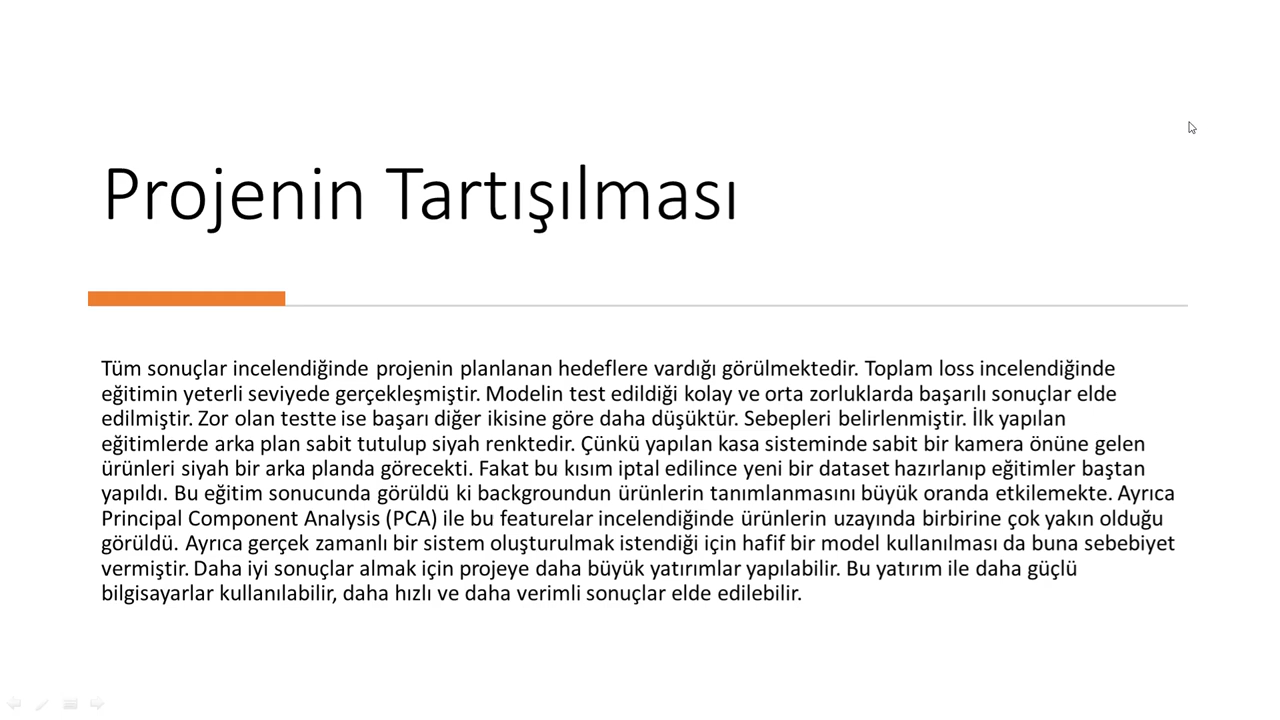 Projenin Tartışılması
Tüm sonuçlar incelendiğinde projenin planlanan hedeflere vardığı görülmektedir. Toplam loss incelendiğinde
eğitimin yeterli seviyede gerçekleşmiştir. Modelin test edildiği kolay ve orta zorluklarda başarılı sonuçlar elde
edilmiştir. Zor olan testte ise başarı diğer ikisine göre daha düşüktür. Sebepleri belirlenmiştir. İlk yapılan
eğitimlerde arka plan sabit tutulup siyah renktedir. Çünkü yapılan kasa sisteminde sabit bir kamera önüne gelen
ürünleri siyah bir arka planda görecekti. Fakat bu kısım iptal edilince yeni bir dataset hazırlanıp eğitimler baştan
yapıldı. Bu eğitim sonucunda görüldü ki backgroundun ürünlerin tanımlanmasını büyük oranda etkilemekte. Ayrıca
Principal Component Analysis (PCA) ile bu featurelar incelendiğinde ürünlerin uzayında birbirine çok yakın olduğu
görüldü. Ayrıca gerçek zamanlı bir sistem oluşturulmak istendiği için hafif bir model kullanılması da buna sebebiyet
vermiştir. Daha iyi sonuçlar almak için projeye daha büyük yatırımlar yapılabilir. Bu yatırım ile daha güçlü
bilgisayarlar kullanılabilir, daha hızlı ve daha verimli sonuçlar elde edilebilir.